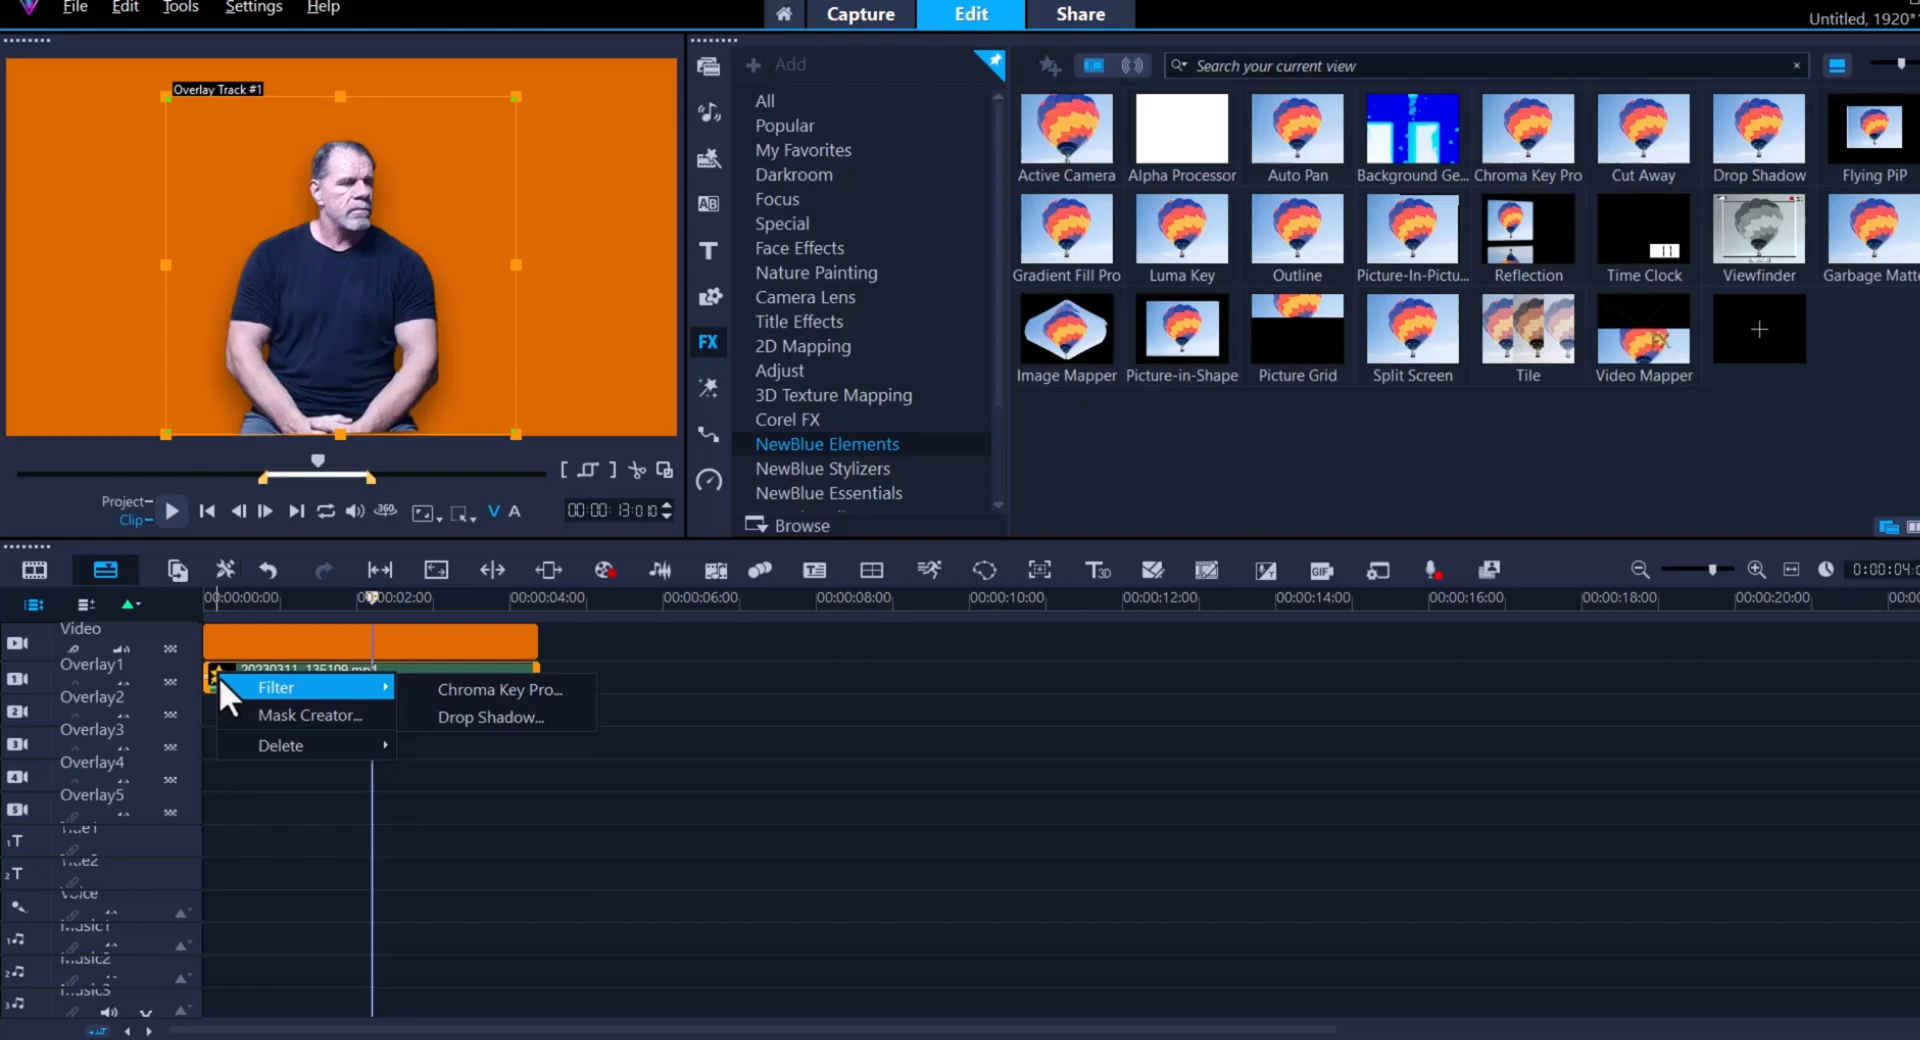 File Edit Tools Settings Help
Capture Edit Share
Untitled, 1920*
Overlay Track #1
Add
Search your current view
All
Popular
My Favorites
Darkroom
Focus
Special
Face Effects
Nature Painting
Camera Lens
Title Effects
2D Mapping
Adjust
3D Texture Mapping
Corel FX
NewBlue Elements
NewBlue Stylizers
NewBlue Essentials
Browse
Active Camera Alpha Processor Auto Pan Background Ge... Chroma Key Pro Cut Away Drop Shadow Flying PiP
Gradient Fill Pro Luma Key Outline Picture-In-Pictu... Reflection Time Clock Viewfinder Garbage Matt
Image Mapper Picture-in-Shape Picture Grid Split Screen Tile Video Mapper
FX
Project
Clip
360
V A
00:00:13:010
T3D
GIF
0:00:04:0
00:00:00:00 00:00:02:00 00:00:04:00 00:00:06:00 00:00:08:00 00:00:10:00 00:00:12:00 00:00:14:00 00:00:16:00 00:00:18:00 00:00:20:00 00:00
Video
Overlay1
20230311_135109.mp4
Overlay2
Overlay3
Overlay4
Overlay5
Title1
Title2
Voice
Music1
Music2
Music3
Filter
Mask Creator...
Delete
Chroma Key Pro...
Drop Shadow...